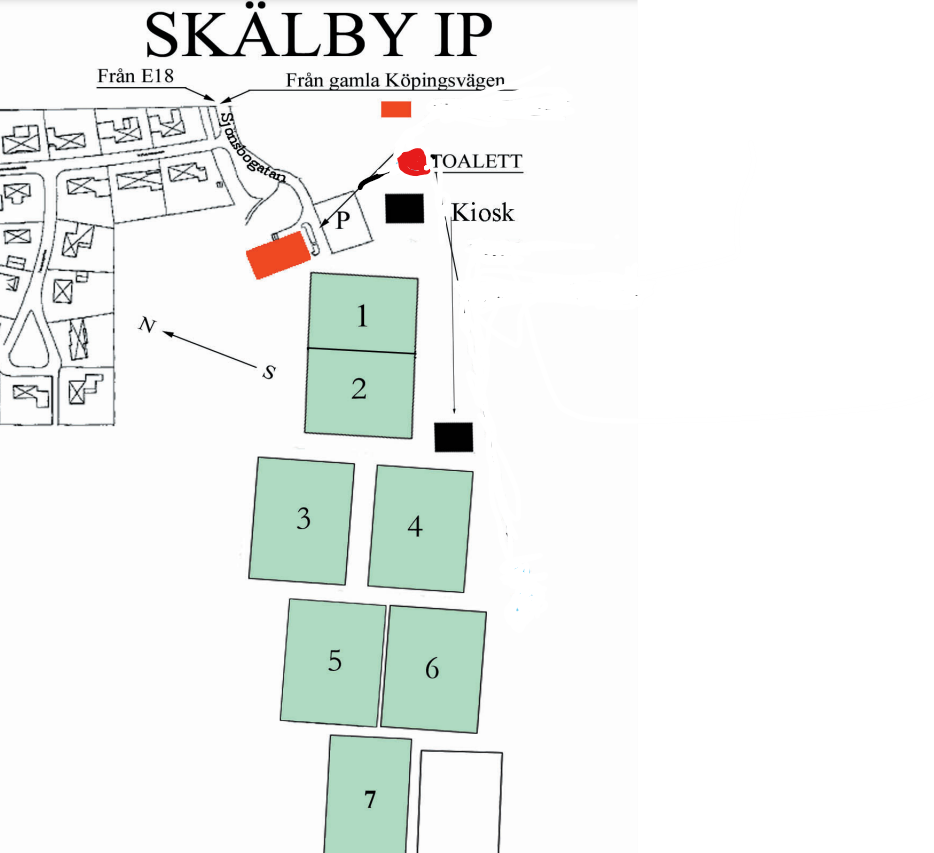 SKÄLBY IP
Från E18
Från gamla Köpingsvägen
Sjönsbogatan
TOALETT
P
Kiosk
N
S
1
2
3
4
5
6
7